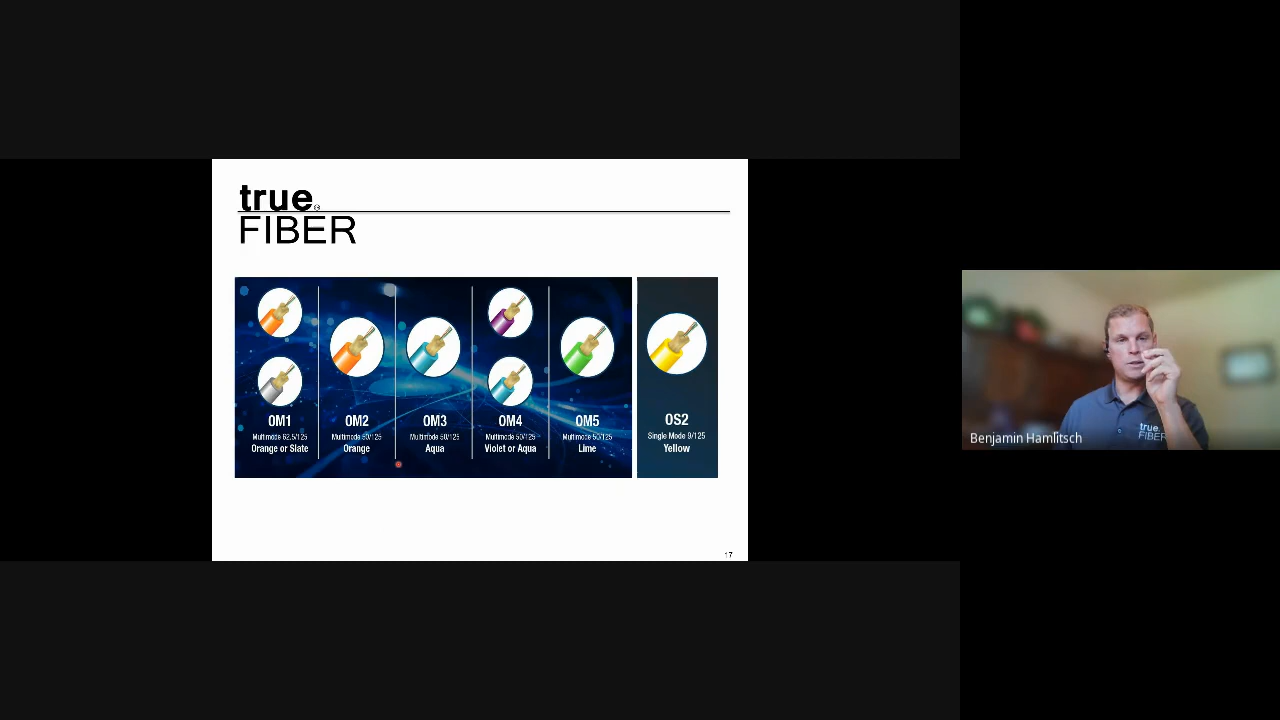 true®
FIBER
OM1
Multimode 62.5/125
Orange or Slate
OM2
Multimode 50/125
Orange
OM3
Multimode 50/125
Aqua
OM4
Multimode 50/125
Violet or Aqua
OM5
Multimode 50/125
Lime
OS2
Single Mode 9/125
Yellow
17
true
FIBER
Benjamin Hamlitsch